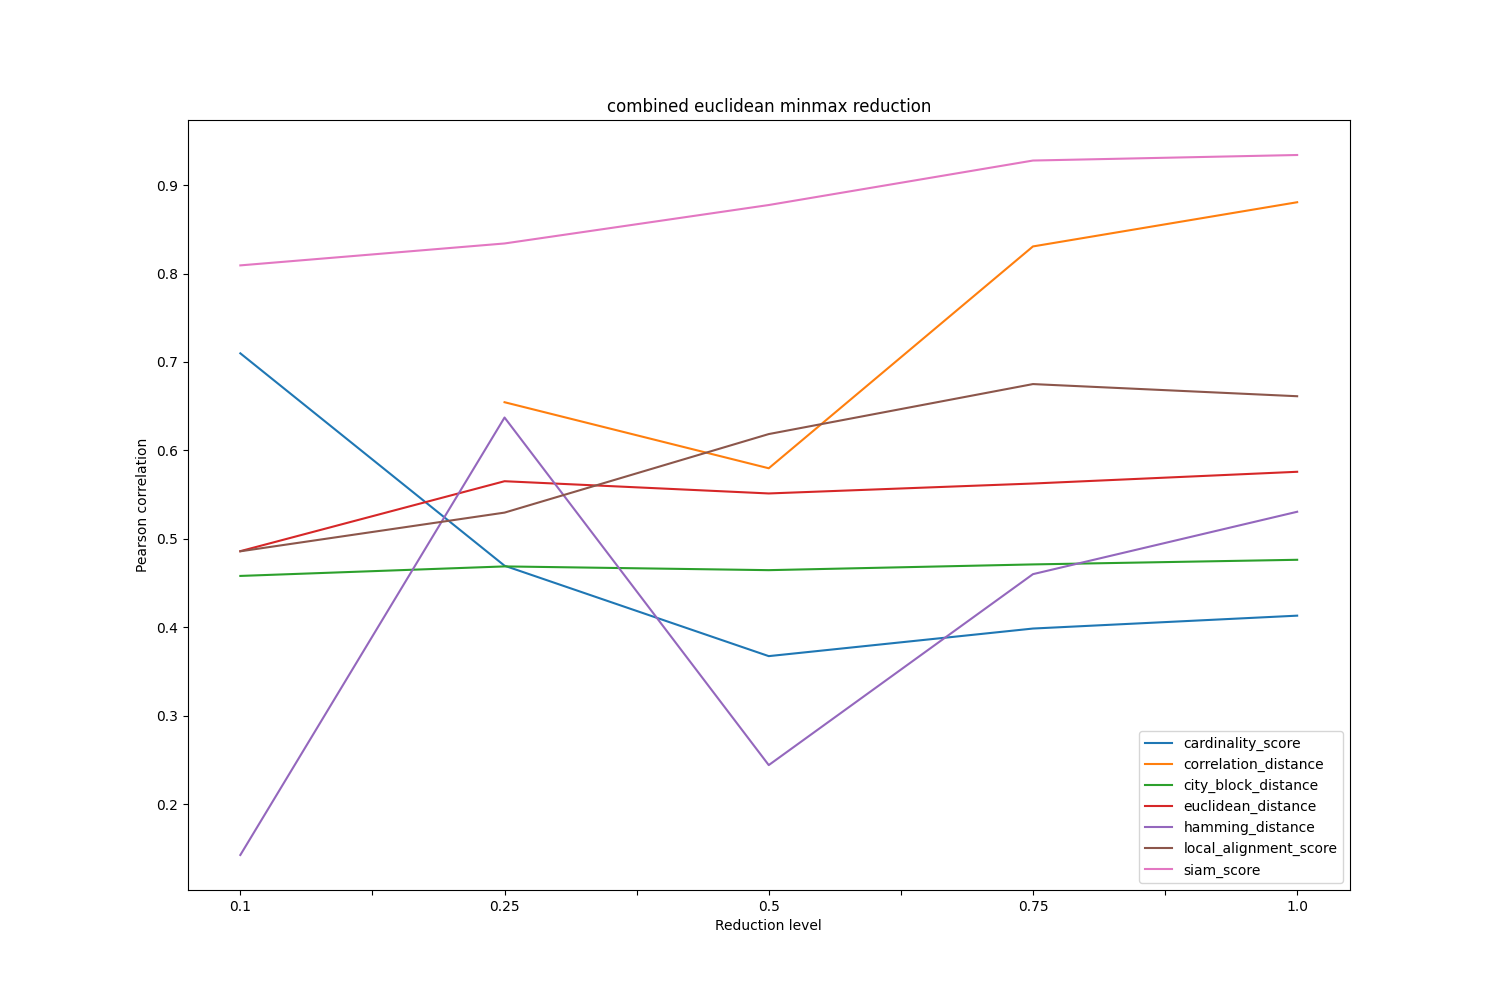 combined euclidean minmax reduction
Pearson correlation
0.9
0.8
0.7
0.6
0.5
0.4
0.3
0.2
0.1 0.25 0.5 0.75 1.0
Reduction level
cardinality_score
correlation_distance
city_block_distance
euclidean_distance
hamming_distance
local_alignment_score
siam_score